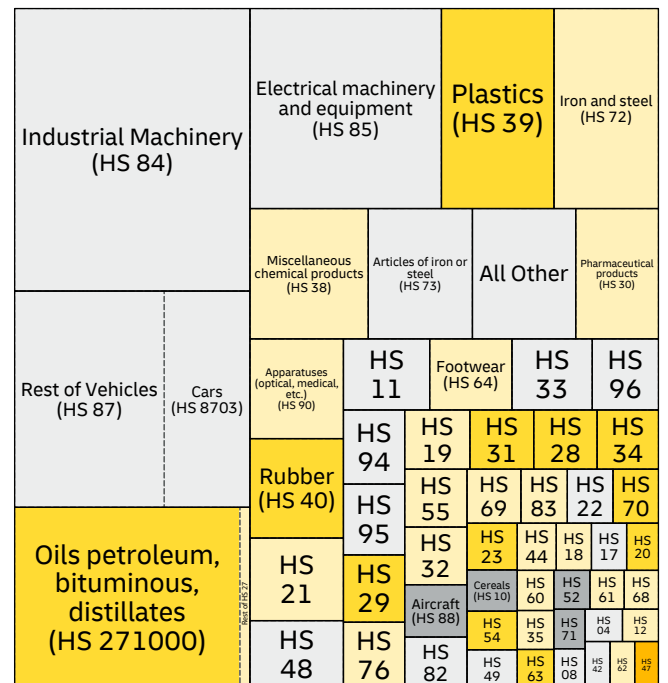 Industrial Machinery
(HS 84)
Electrical machinery
and equipment
(HS 85)
Plastics
(HS 39)
Iron and steel
(HS 72)
Miscellaneous
chemical products
(HS 38)
Articles of iron or
steel
(HS 73)
All Other
Pharmaceutical
products
(HS 30)
Rest of Vehicles
(HS 87)
Cars
(HS 8703)
Apparatuses
(optical, medical,
etc.)
(HS 90)
HS
11
Footwear
(HS 64)
HS
33
HS
96
HS
94
HS
19
HS
31
HS
28
HS
34
Rubber
(HS 40)
HS
95
HS
55
HS
69
HS
83
HS
22
HS
70
Oils petroleum,
bituminous,
distillates
(HS 271000)
Rest of HS 27
HS
21
HS
29
HS
32
HS
23
HS
44
HS
18
HS
17
HS
20
Aircraft
(HS 88)
Cereals
(HS 10)
HS
60
HS
52
HS
61
HS
68
HS
48
HS
76
HS
82
HS
54
HS
35
HS
71
HS
04
HS
12
HS
49
HS
63
HS
08
HS
42
HS
62
HS
47